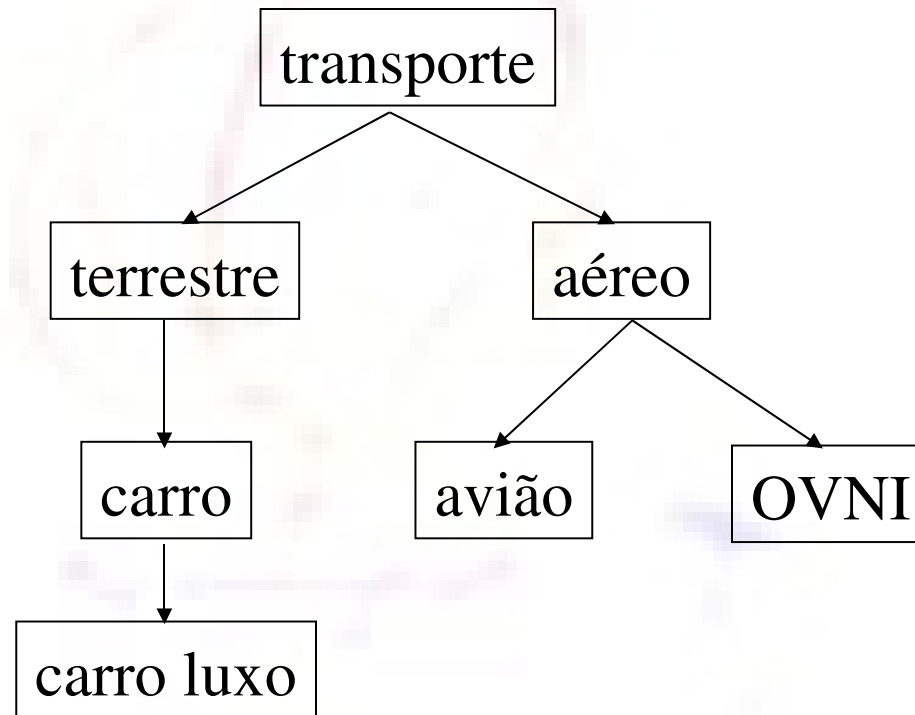 transporte
terrestre
aéreo
carro
avião
OVNI
carro luxo